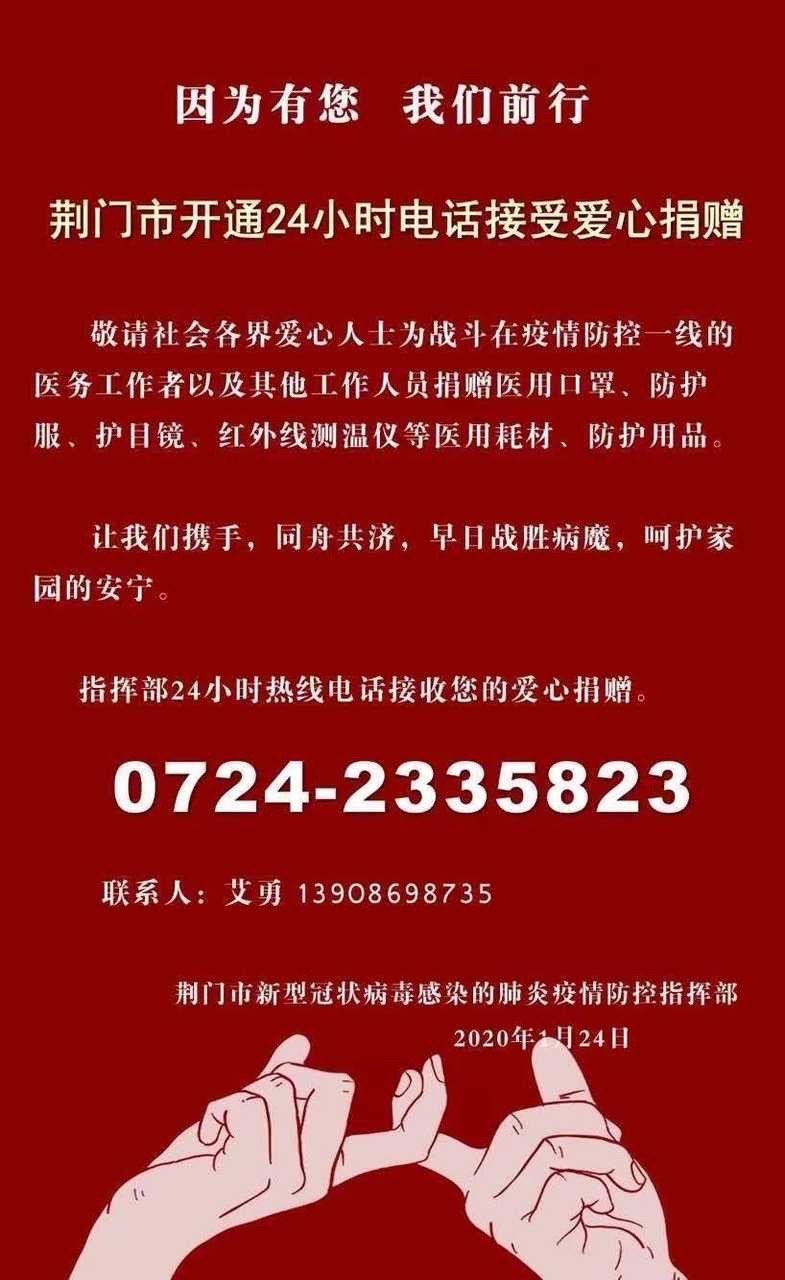 因为有您 我们前行
荆门市开通24小时电话接受爱心捐赠
敬请社会各界爱心人士为战斗在疫情防控一线的
医务工作者以及其他工作人员捐赠医用口罩、防护
服、护目镜、红外线测温仪等医用耗材、防护用品。
让我们携手，同舟共济，早日战胜病魔，呵护家
园的安宁。
指挥部24小时热线电话接收您的爱心捐赠。
0724-2335823
联系人：艾勇 13908698735
荆门市新型冠状病毒感染的肺炎疫情防控指挥部
2020年1月24日